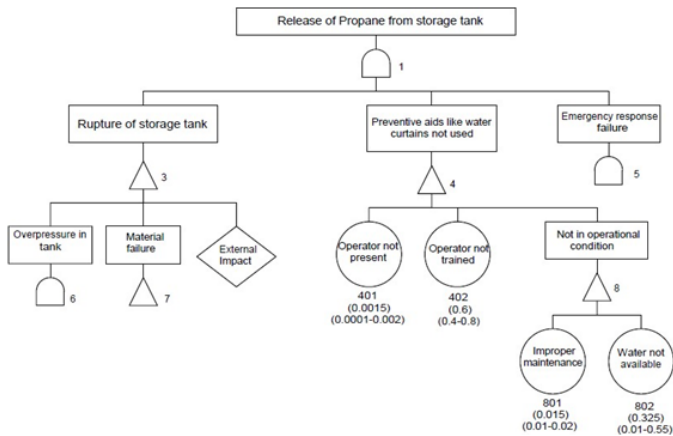 Release of Propane from storage tank
1
Rupture of storage tank
Preventive aids like water
curtains not used
Emergency response
failure
3
4
5
Overpressure in
tank
Material
failure
External
Impact
Operator not
present
Operator not
trained
Not in operational
condition
6
7
401
(0.0015)
(0.0001-0.002)
402
(0.6)
(0.4-0.8)
8
Improper
maintenance
Water not
available
801
(0.015)
(0.01-0.02)
802
(0.325)
(0.01-0.55)